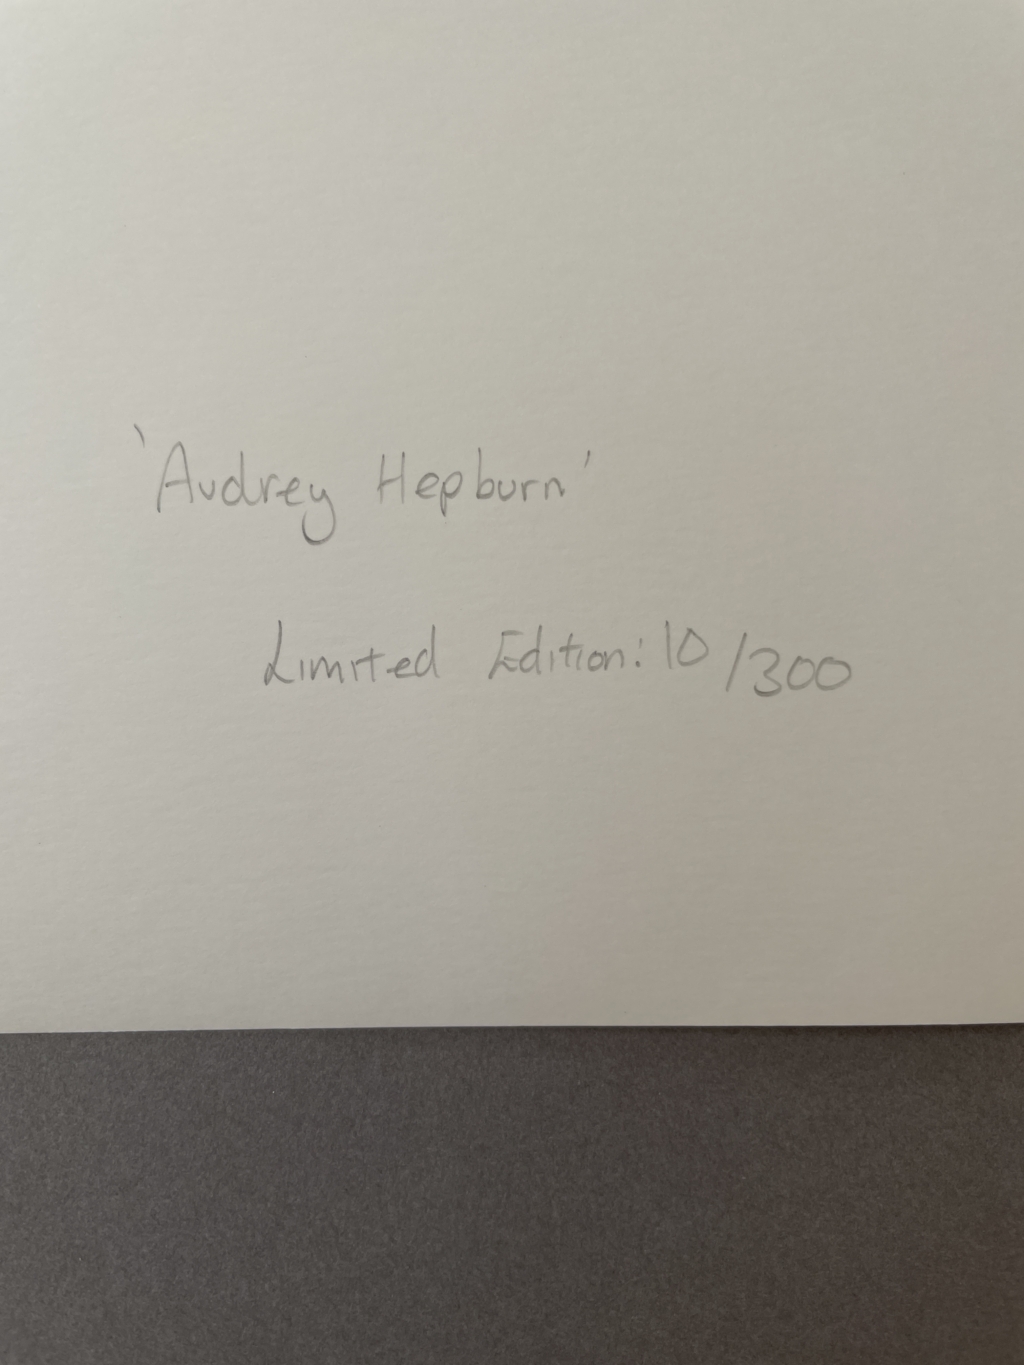 'Audrey Hepburn'
Limited Edition: 10/300